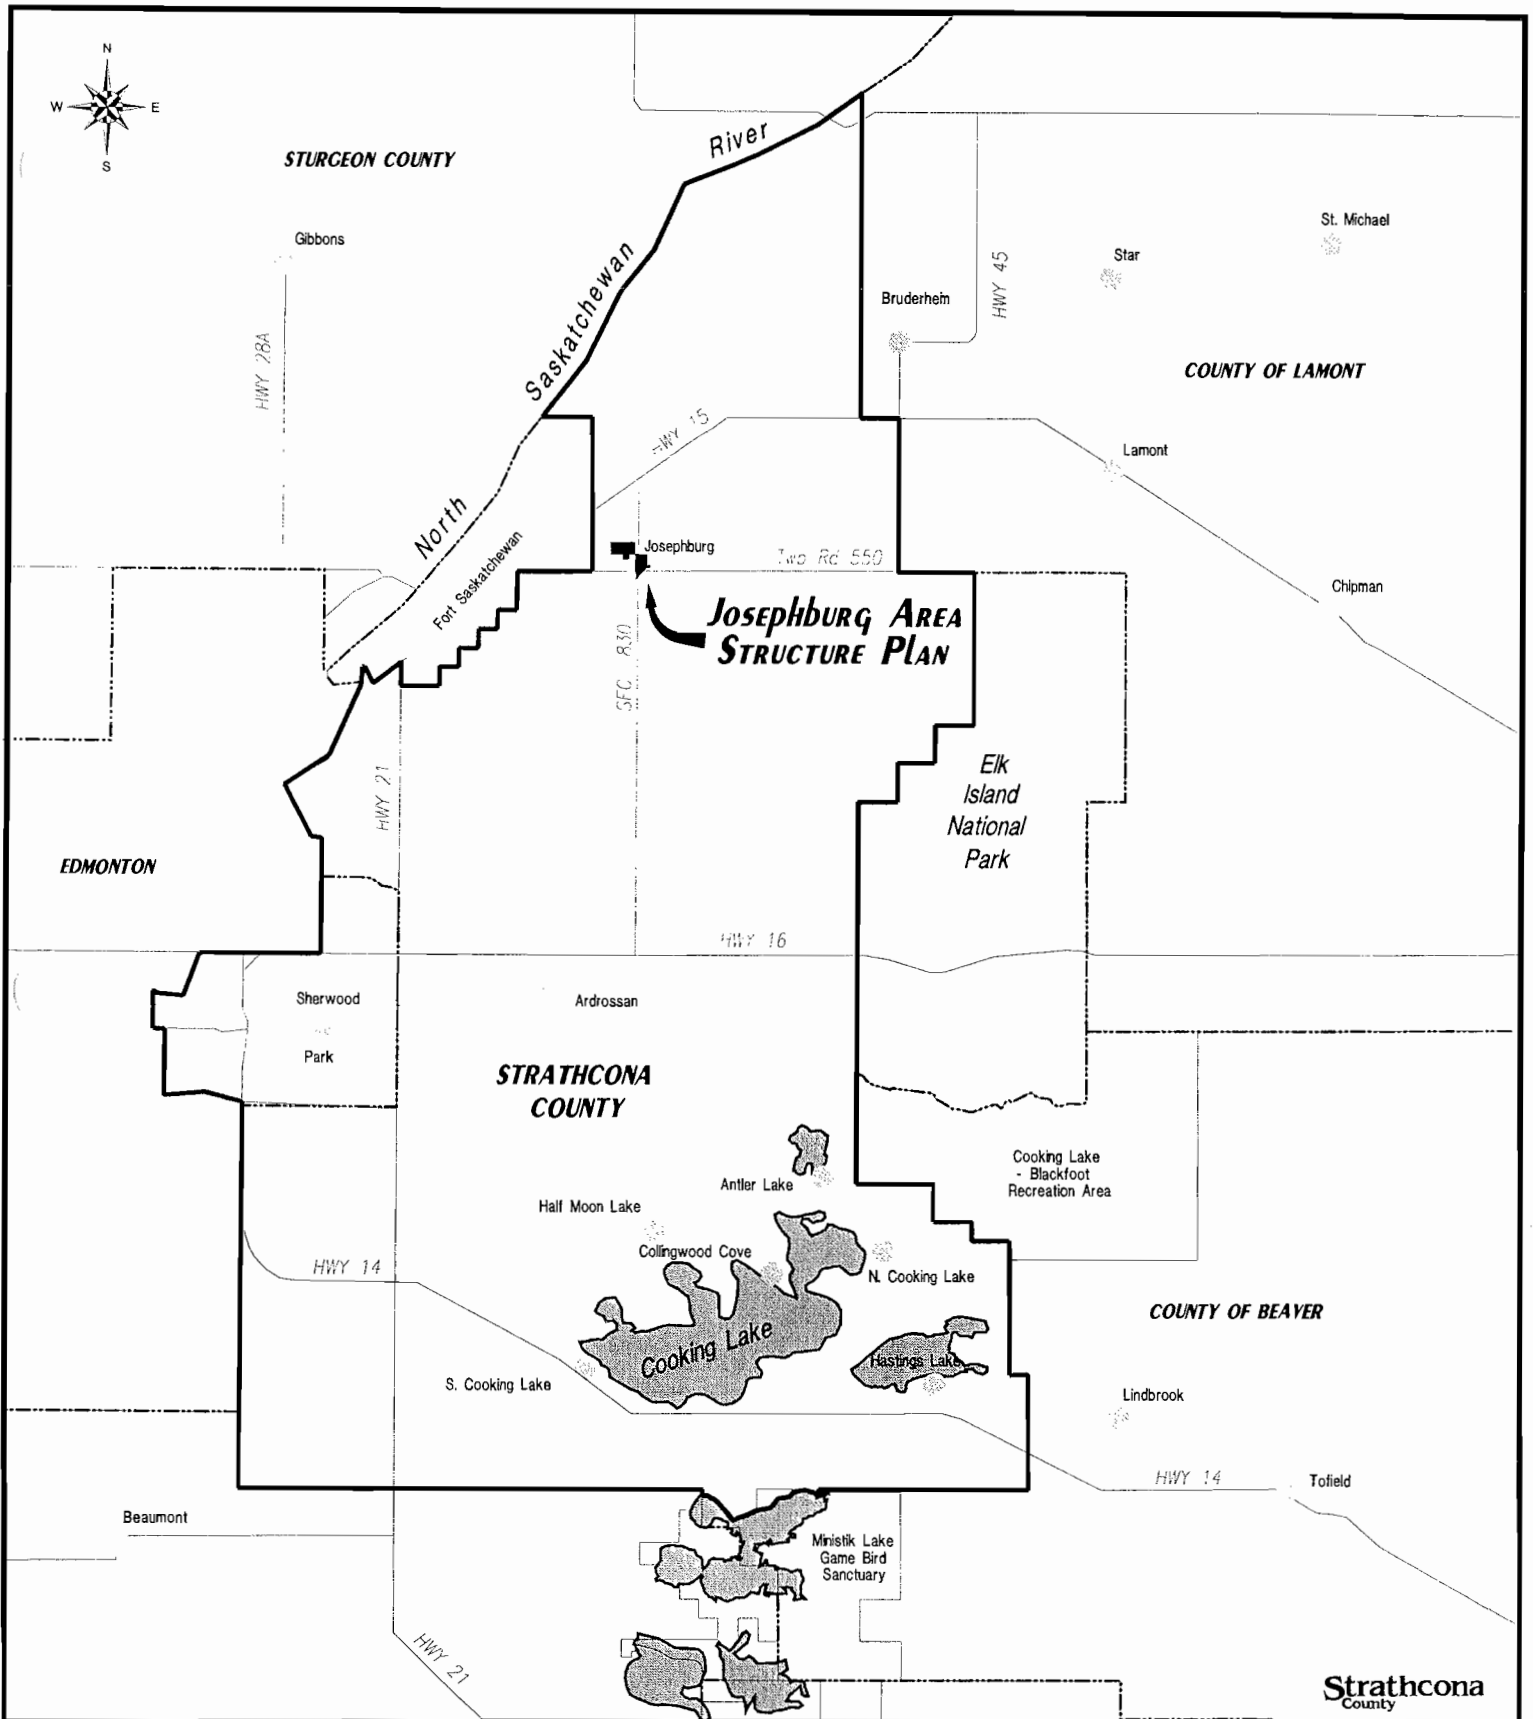 N
W E
S
STURGEON COUNTY
River
Gibbons
St. Michael
Star
HWY 45
Bruderheim
Saskatchewan
HWY 28A
COUNTY OF LAMONT
HWY 15
Lamont
North
Fort Saskatchewan
Josephburg
Twp Rd 550
Chipman
Josephburg Area
Structure Plan
SEC 830
Elk
Island
National
Park
HWY 21
EDMONTON
HWY 16
Sherwood
Park
Ardrossan
STRATHCONA
COUNTY
Cooking Lake
- Blackfoot
Recreation Area
Antler Lake
Half Moon Lake
Collingwood Cove
HWY 14
N. Cooking Lake
COUNTY OF BEAVER
Cooking Lake
Hastings Lake
S. Cooking Lake
Lindbrook
HWY 14
Tofield
Beaumont
Ministik Lake
Game Bird
Sanctuary
HWY 21
Strathcona
County